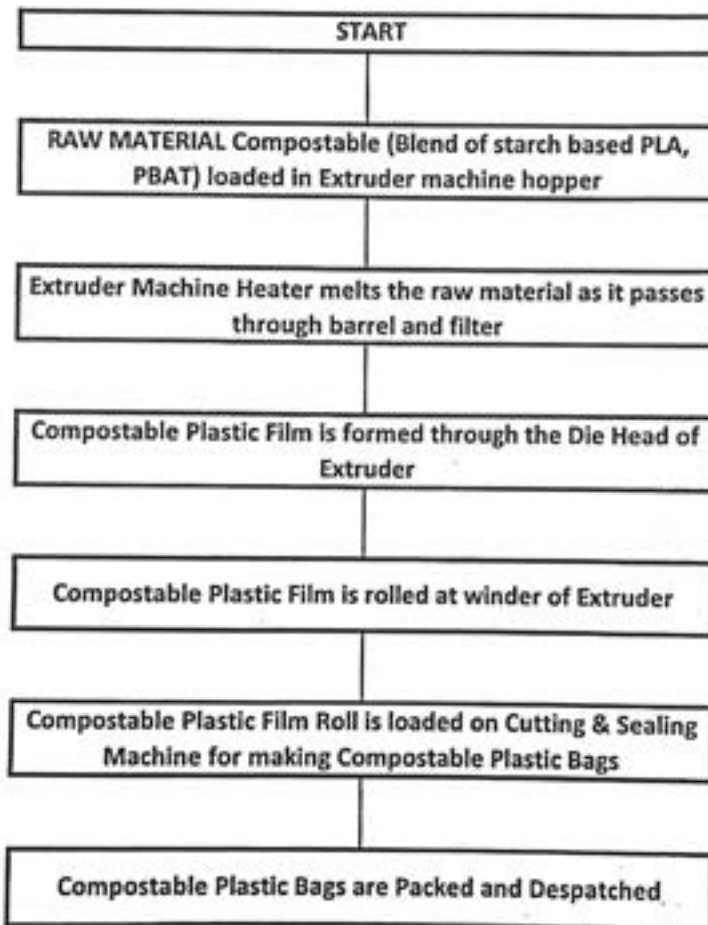 START
RAW MATERIAL Compostable (Blend of starch based PLA,
PBAT) loaded in Extruder machine hopper
Extruder Machine Heater melts the raw material as it passes
through barrel and filter
Compostable Plastic Film is formed through the Die Head of
Extruder
Compostable Plastic Film is rolled at winder of Extruder
Compostable Plastic Film Roll is loaded on Cutting & Sealing
Machine for making Compostable Plastic Bags
Compostable Plastic Bags are Packed and Despatched